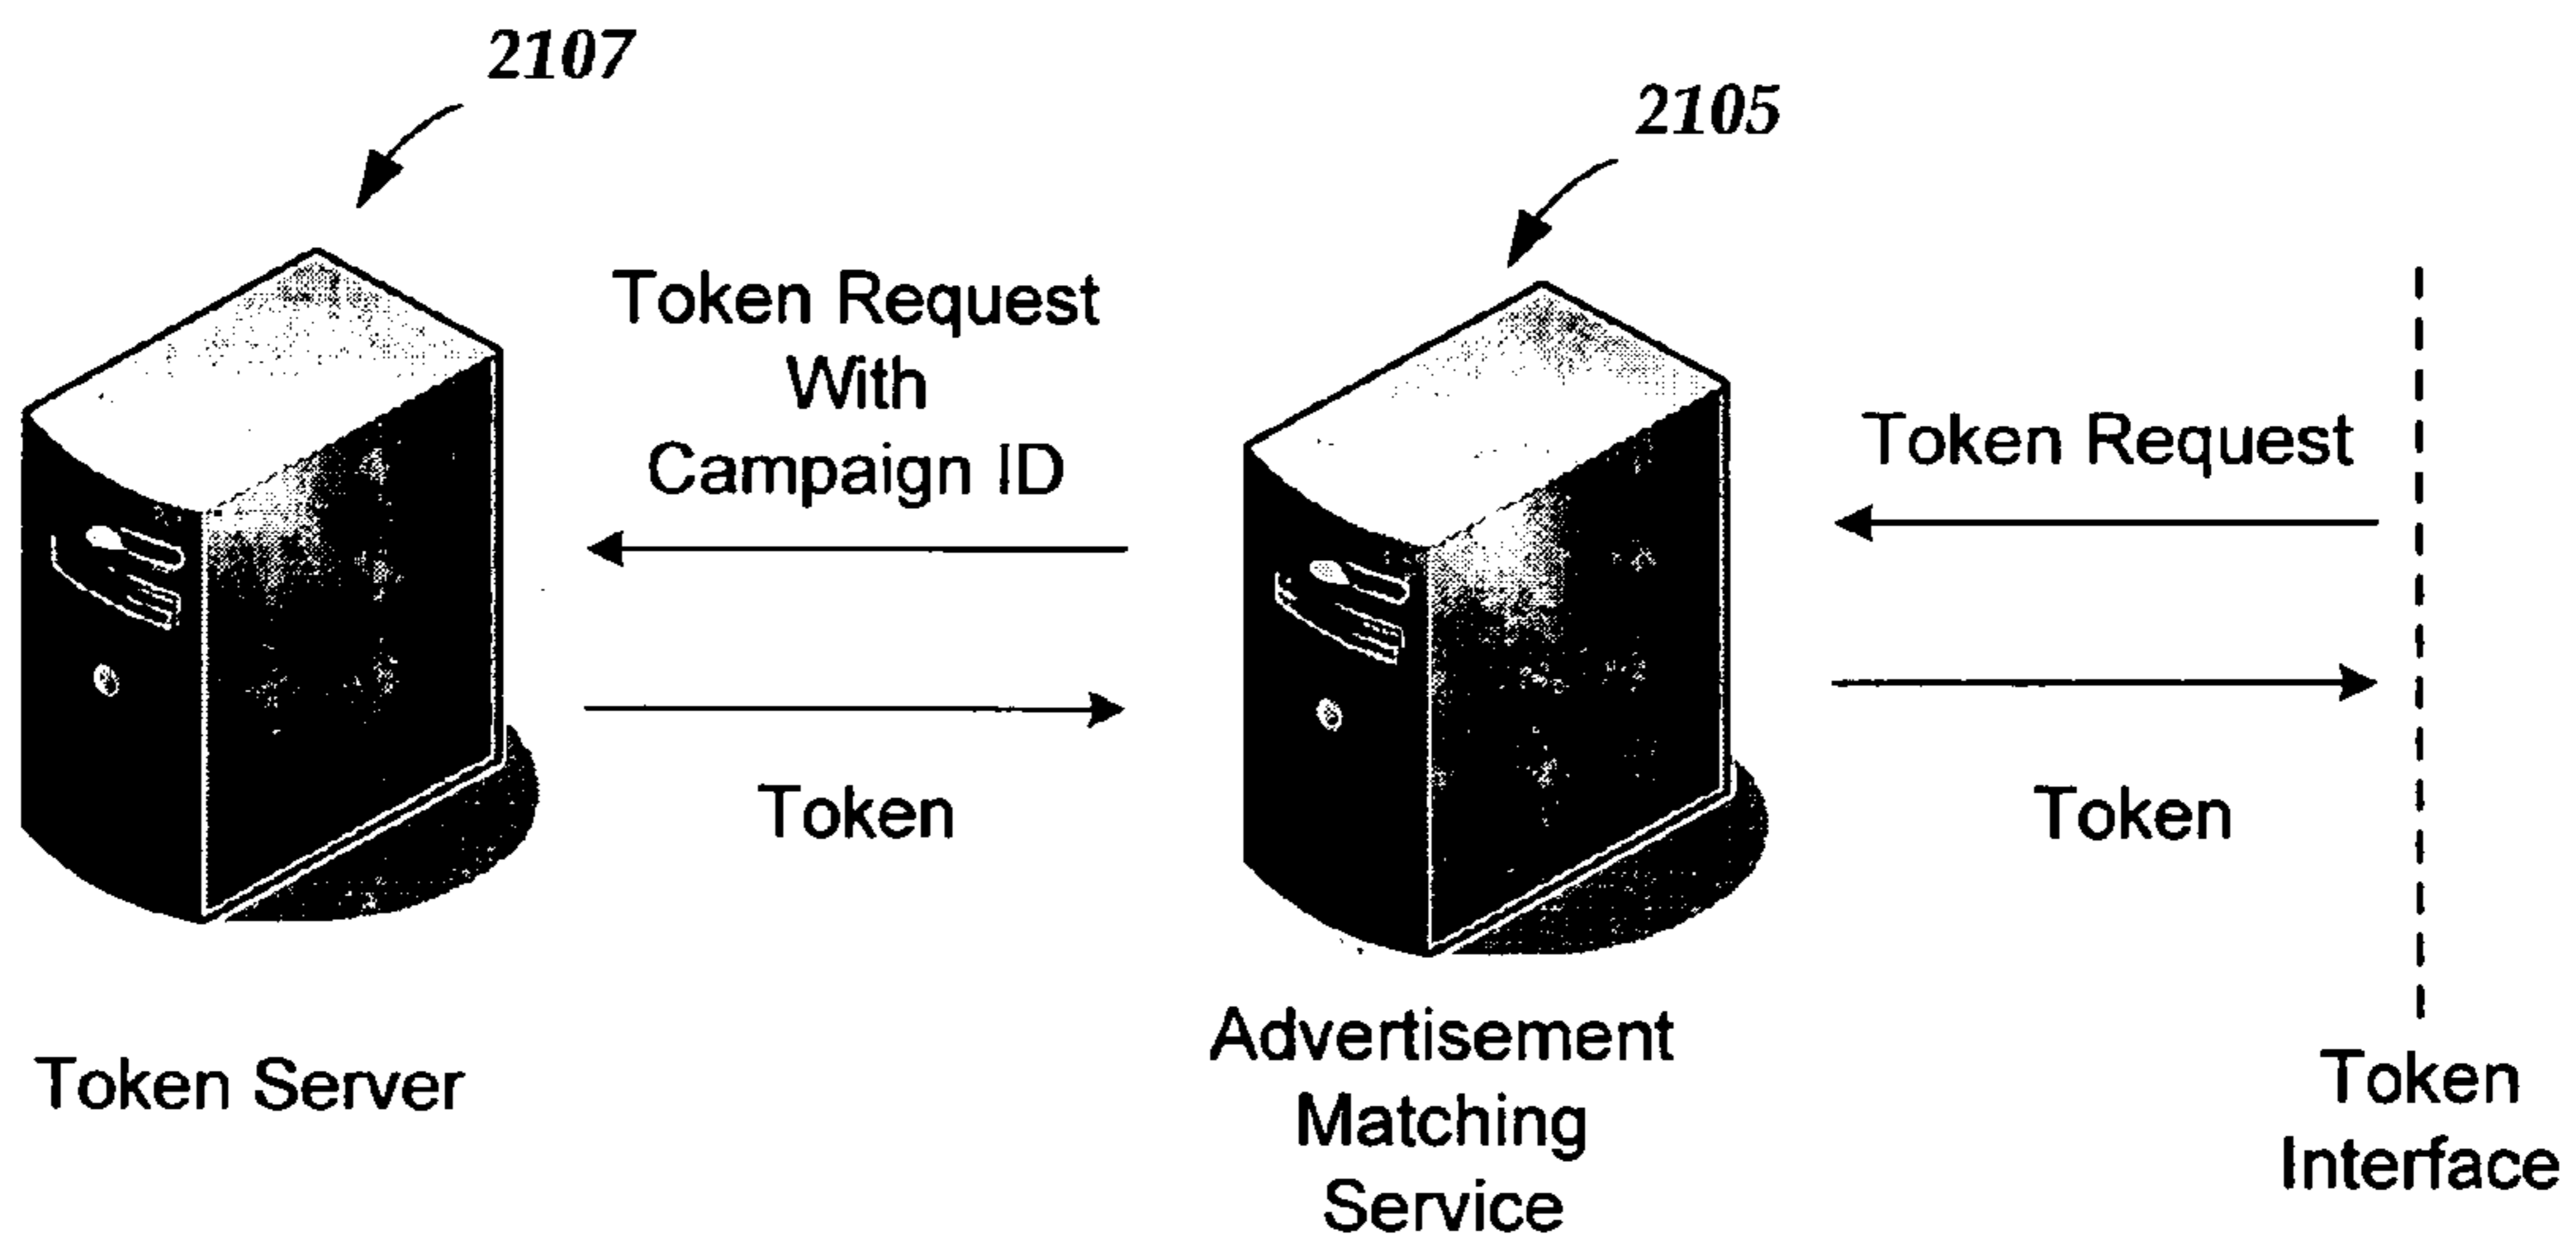 2107
2105
Token Request
With
Campaign ID
Token Request
Token
Token
Token Server
Advertisement
Matching
Service
Token
Interface